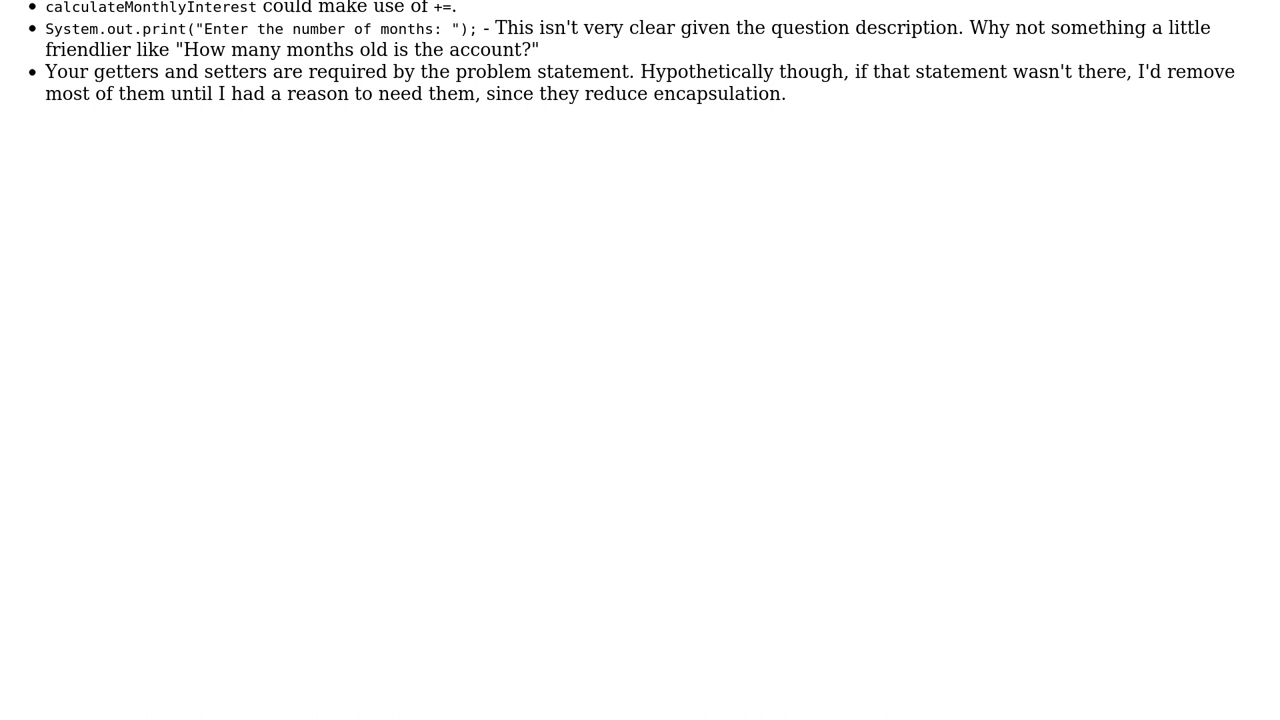 calculateMonthlyInterest could make use of +=.
System.out.print("Enter the number of months: "); - This isn't very clear given the question description. Why not something a little
friendlier like "How many months old is the account?"
Your getters and setters are required by the problem statement. Hypothetically though, if that statement wasn't there, I'd remove
most of them until I had a reason to need them, since they reduce encapsulation.